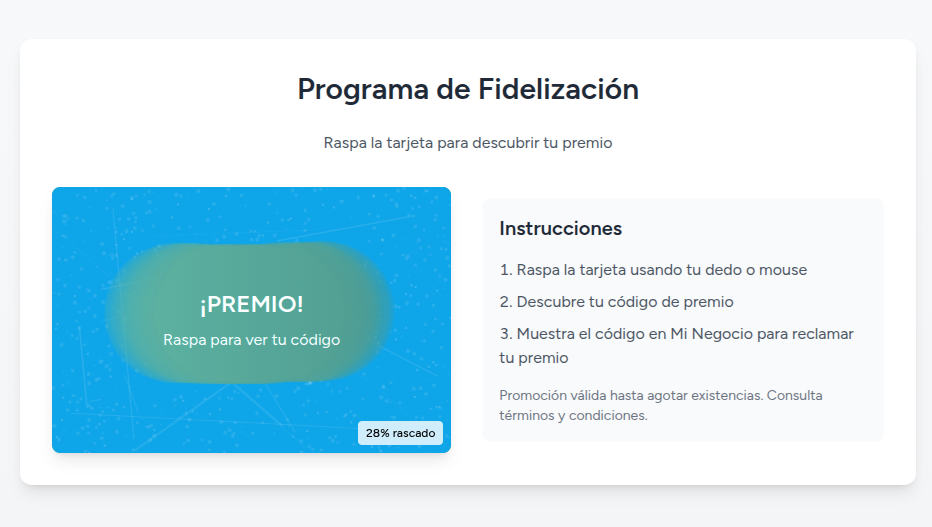 Programa de Fidelización
Raspa la tarjeta para descubrir tu premio
¡PREMIO!
Raspa para ver tu código
28% rascado
Instrucciones
1. Raspa la tarjeta usando tu dedo o mouse
2. Descubre tu código de premio
3. Muestra el código en Mi Negocio para reclamar
tu premio
Promoción válida hasta agotar existencias. Consulta
términos y condiciones.